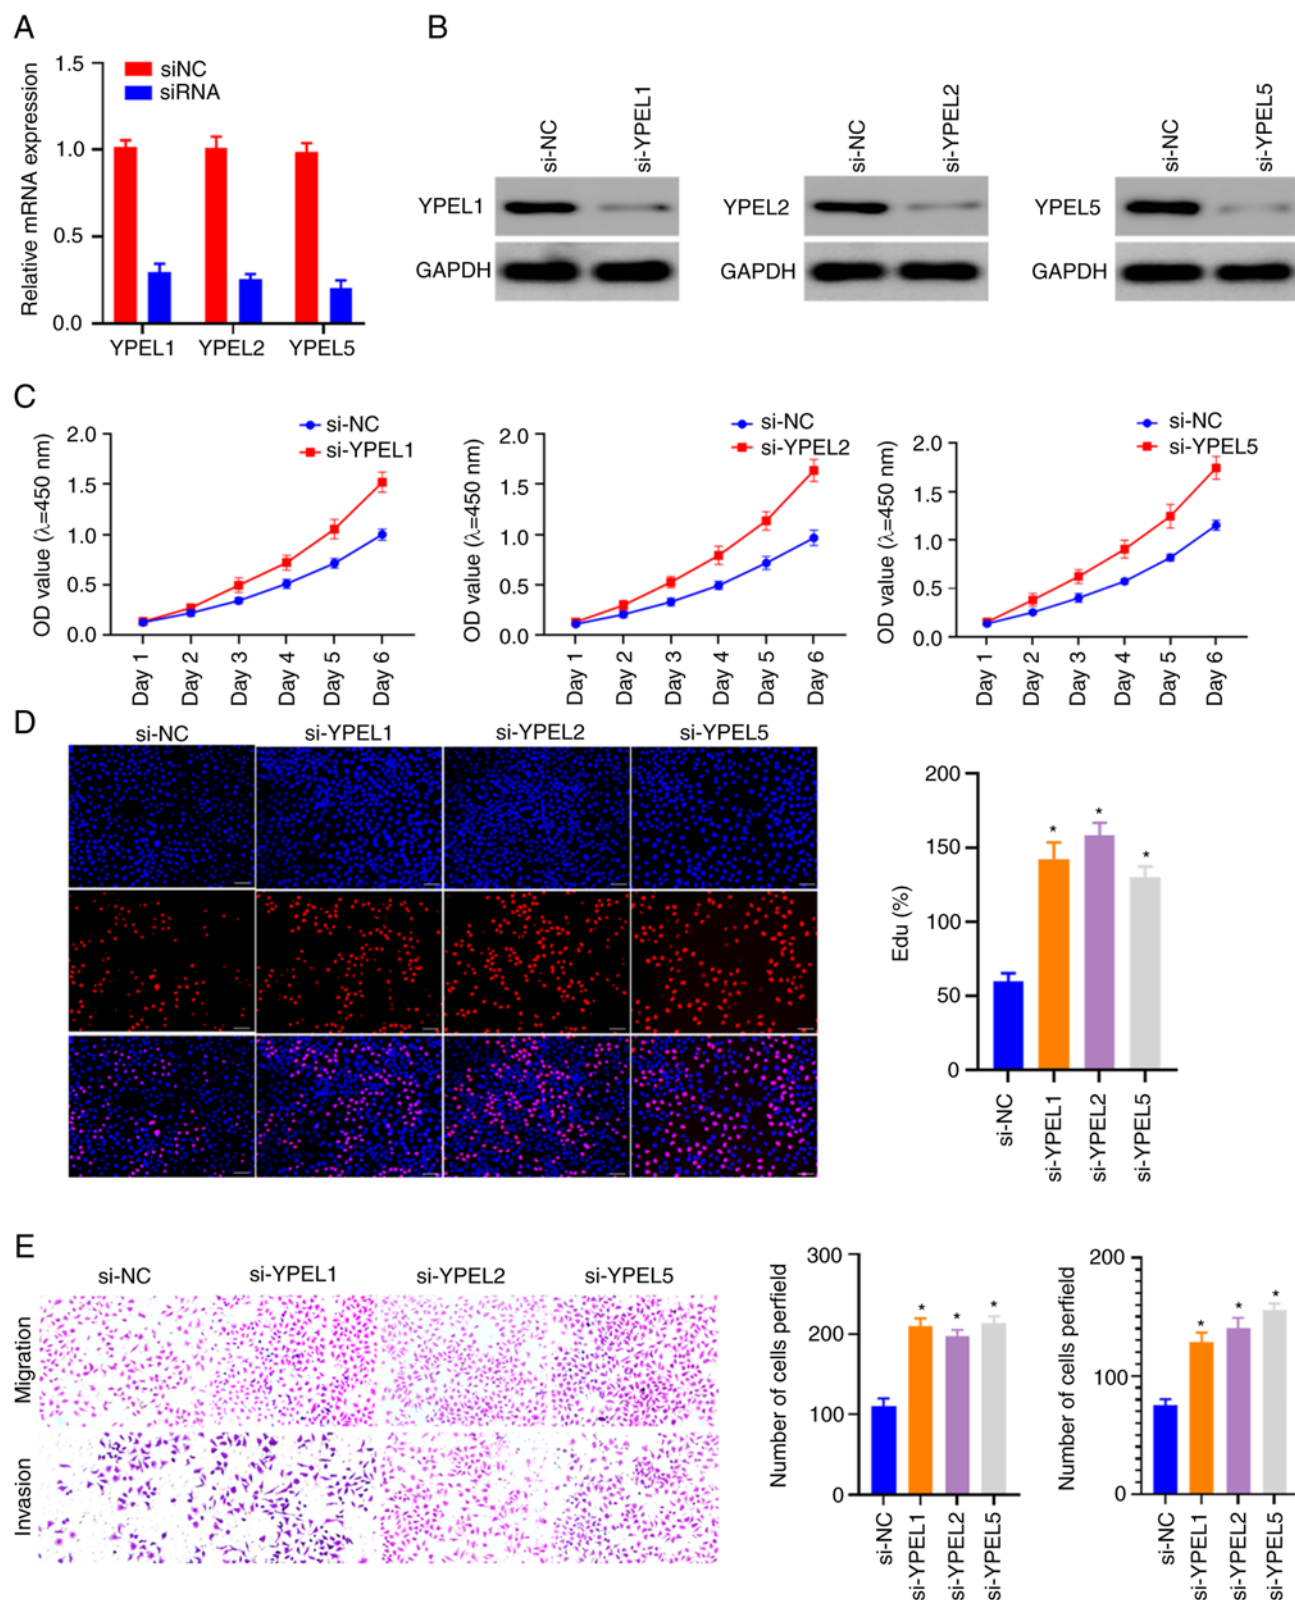 A
Relative mRNA expression
1.5
1.0
0.5
0.0
siNC
siRNA
YPEL1
YPEL2
YPEL5
B
si-NC
si-YPEL1
YPEL1
GAPDH
si-NC
si-YPEL2
YPEL2
GAPDH
si-NC
si-YPEL5
YPEL5
GAPDH
C
si-NC
si-YPEL1
OD value (λ=450 nm)
2.0
1.5
1.0
0.5
0.0
Day 1
Day 2
Day 3
Day 4
Day 5
Day 6
si-NC
si-YPEL2
OD value (λ=450 nm)
2.0
1.5
1.0
0.5
0.0
Day 1
Day 2
Day 3
Day 4
Day 5
Day 6
si-NC
si-YPEL5
OD value (λ=450 nm)
2.0
1.5
1.0
0.5
0.0
Day 1
Day 2
Day 3
Day 4
Day 5
Day 6
D
si-NC
si-YPEL1
si-YPEL2
si-YPEL5
Edu (%)
200
150
100
50
0
*
*
*
si-NC
si-YPEL1
si-YPEL2
si-YPEL5
E
si-NC
si-YPEL1
si-YPEL2
si-YPEL5
Migration
Invasion
Number of cells perfield
300
200
100
0
*
*
*
si-NC
si-YPEL1
si-YPEL2
si-YPEL5
Number of cells perfield
200
100
0
*
*
*
si-NC
si-YPEL1
si-YPEL2
si-YPEL5